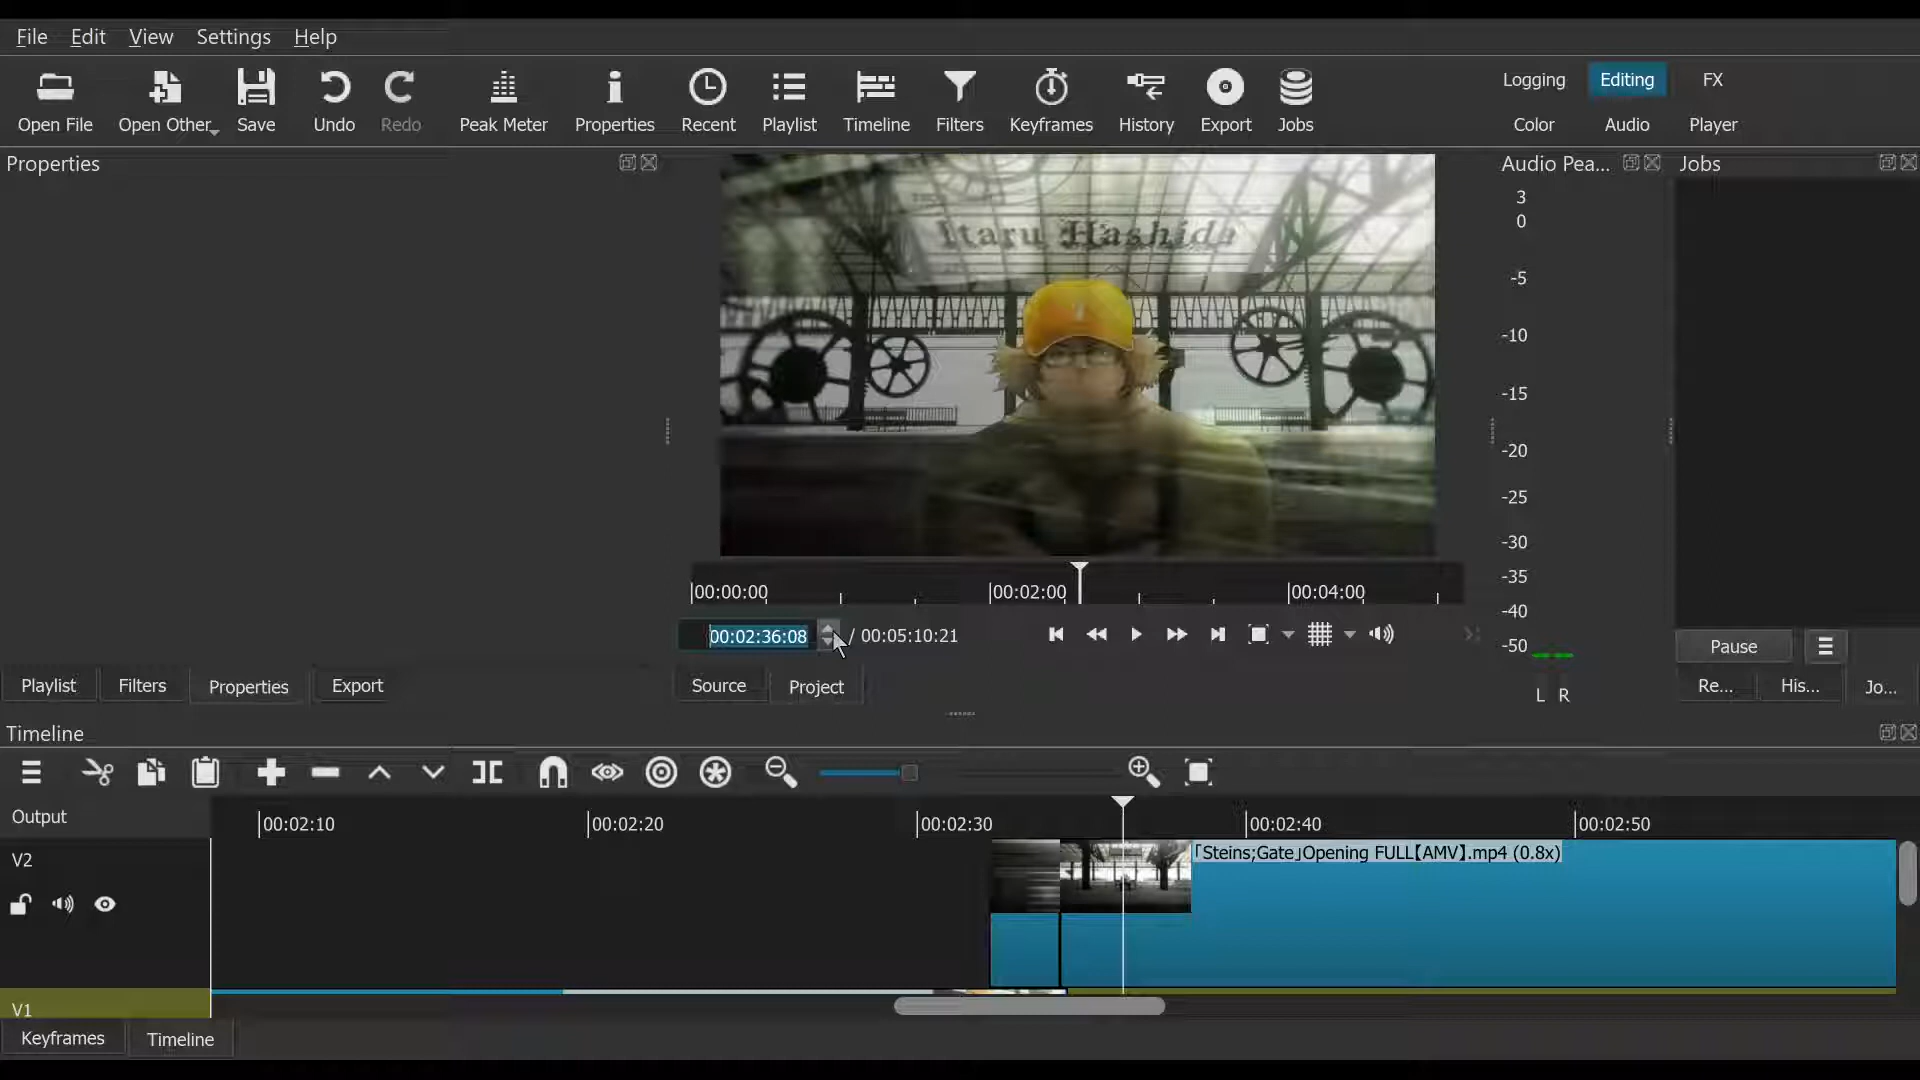 File Edit View Settings Help
Open File Open Other... Save Undo Redo Peak Meter Properties Recent Playlist Timeline Filters Keyframes History Export Jobs
Logging Editing FX
Color Audio Player
Properties
Audio Pea...
Jobs
Itaru Hashida
3
0
-5
-10
-15
-20
-25
-30
-35
-40
-50
L R
00:00:00 00:02:00 00:04:00
00:02:36:08 / 00:05:10:21
Pause
Playlist Filters Properties Export
Source Project
Re... His... Jo...
Timeline
Output
00:02:10 00:02:20 00:02:30 00:02:40 00:02:50
V2
「Steins;Gate」Opening FULL【AMV】.mp4 (0.8x)
V1
Keyframes Timeline